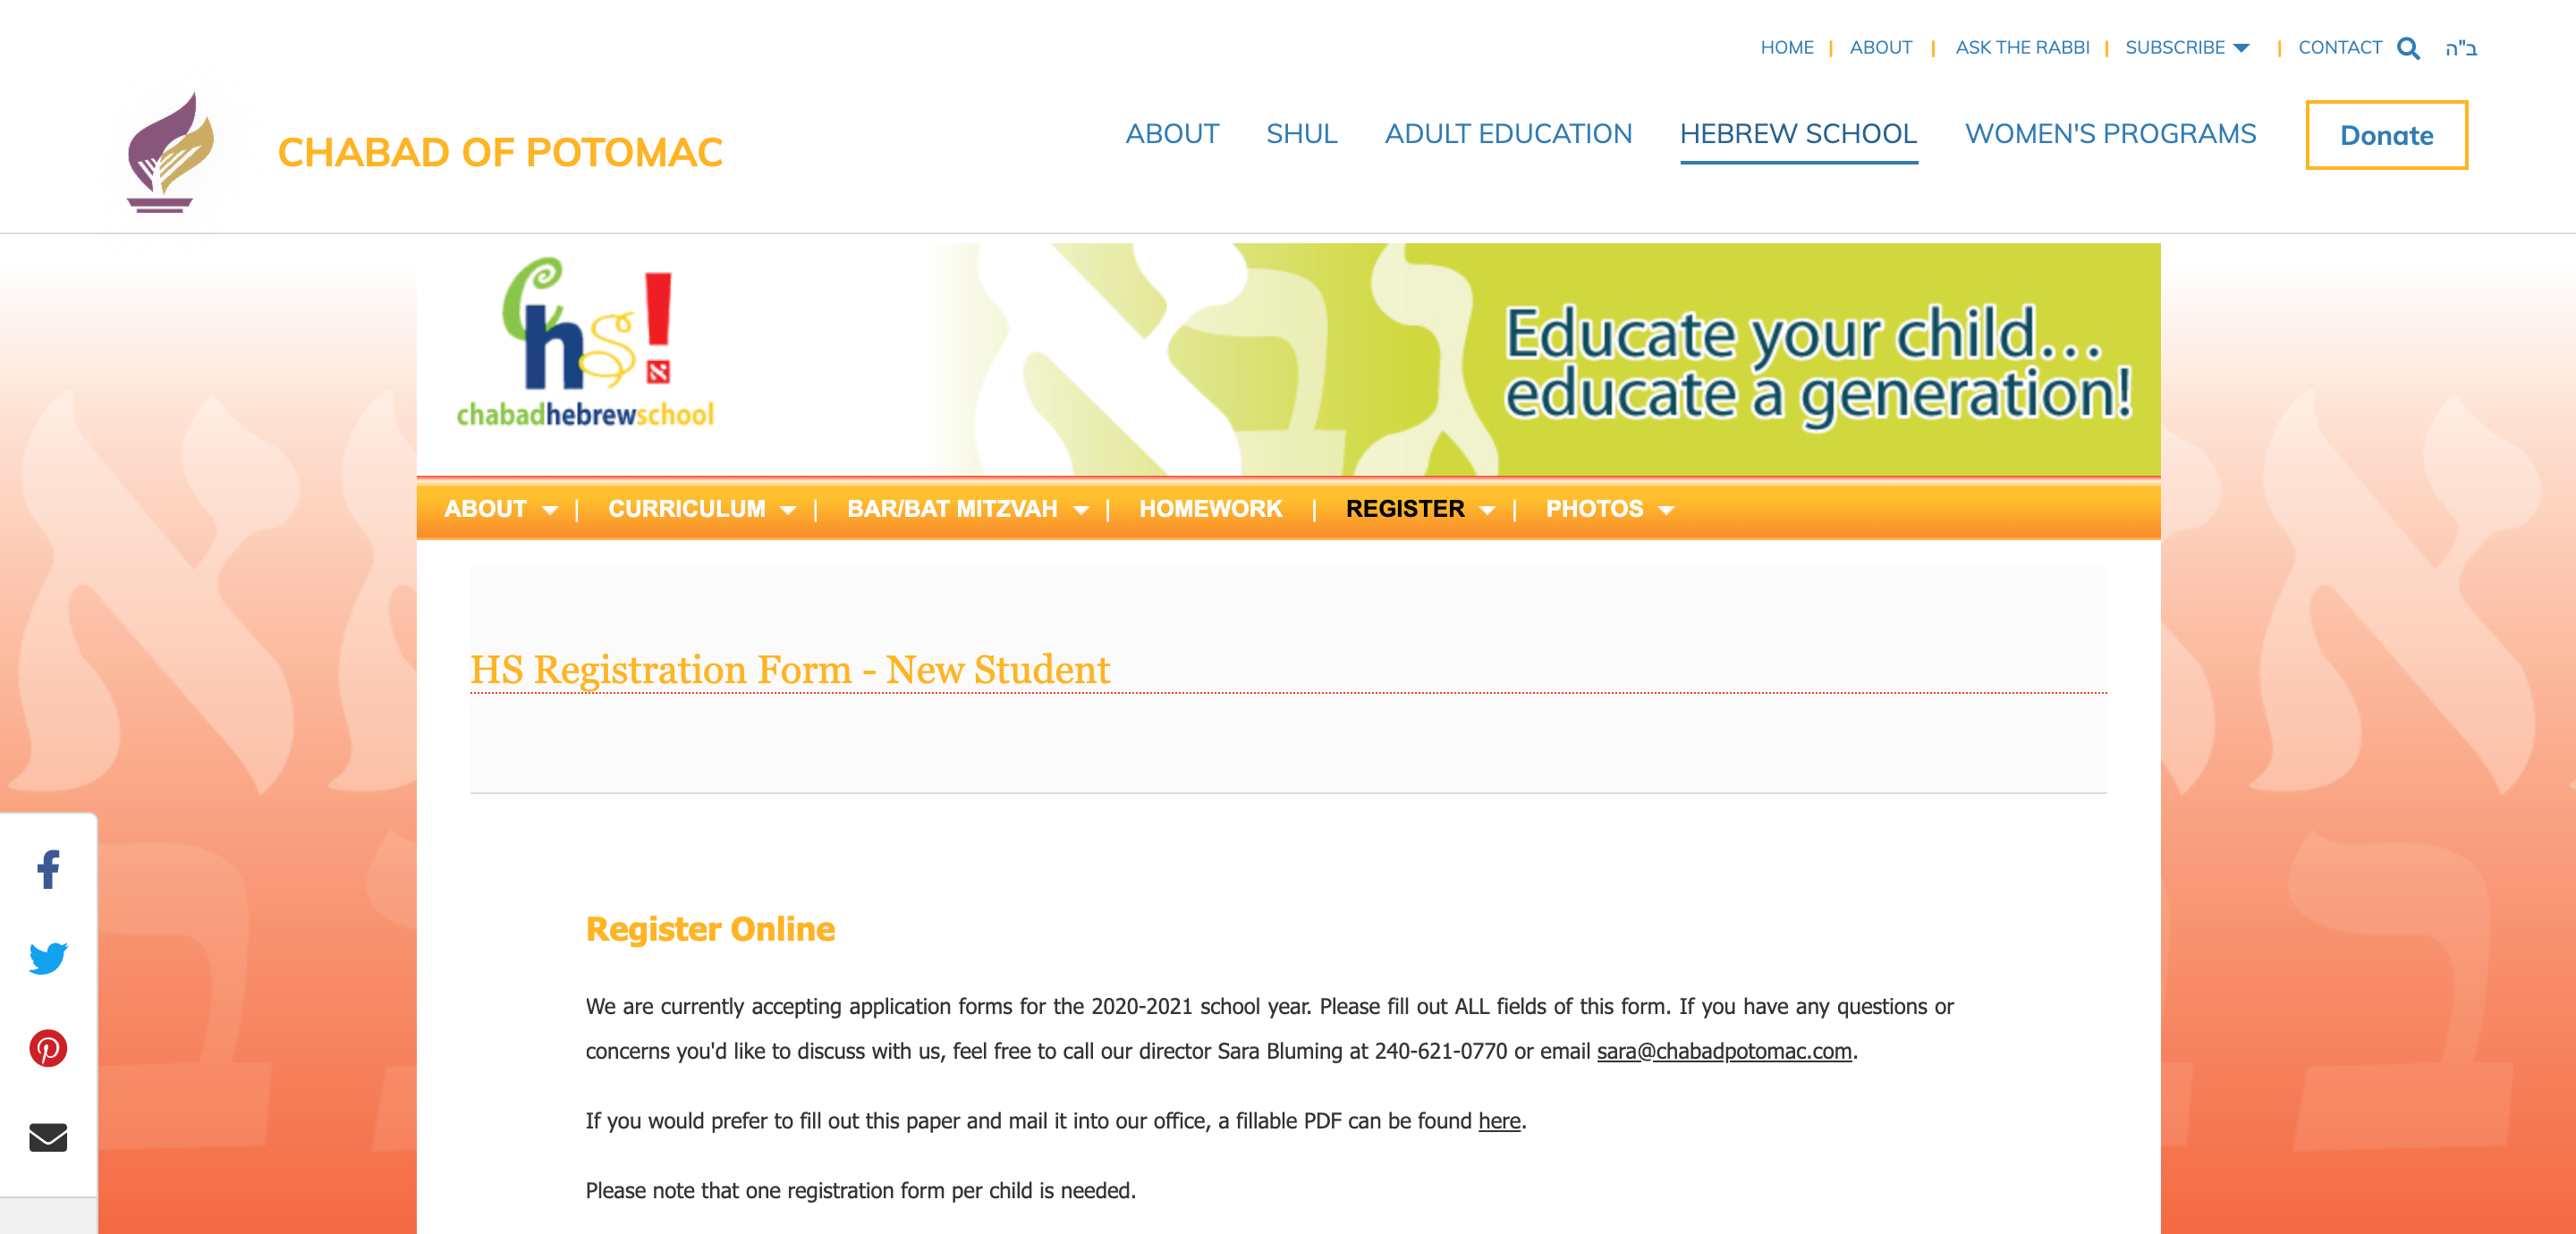 HOME | ABOUT | ASK THE RABBI | SUBSCRIBE | CONTACT ב"ה
CHABAD OF POTOMAC
ABOUT SHUL ADULT EDUCATION HEBREW SCHOOL WOMEN'S PROGRAMS Donate
chs!
א
chabadhebrewschool
א ב ג
Educate your child...
educate a generation!
ABOUT | CURRICULUM | BAR/BAT MITZVAH | HOMEWORK | REGISTER | PHOTOS
HS Registration Form - New Student
Register Online
We are currently accepting application forms for the 2020-2021 school year. Please fill out ALL fields of this form. If you have any questions or
concerns you'd like to discuss with us, feel free to call our director Sara Bluming at 240-621-0770 or email sara@chabadpotomac.com.
If you would prefer to fill out this paper and mail it into our office, a fillable PDF can be found here.
Please note that one registration form per child is needed.